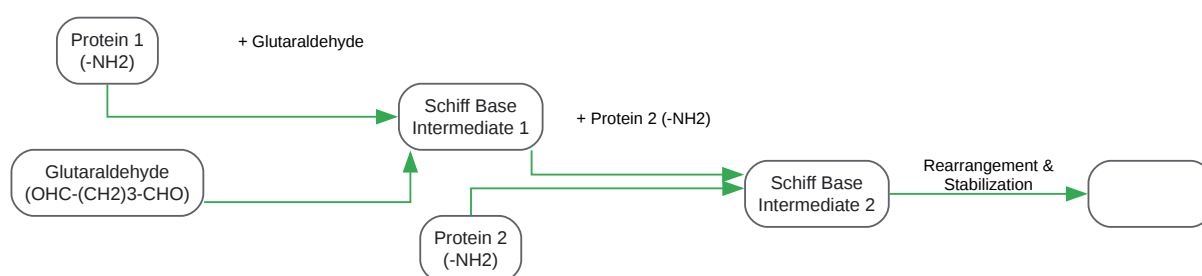 Protein 1
(-NH2)
+ Glutaraldehyde
Schiff Base
Intermediate 1
+ Protein 2 (-NH2)
Glutaraldehyde
(OHC-(CH2)3-CHO)
Rearrangement &
Stabilization
Schiff Base
Intermediate 2
Protein 2
(-NH2)